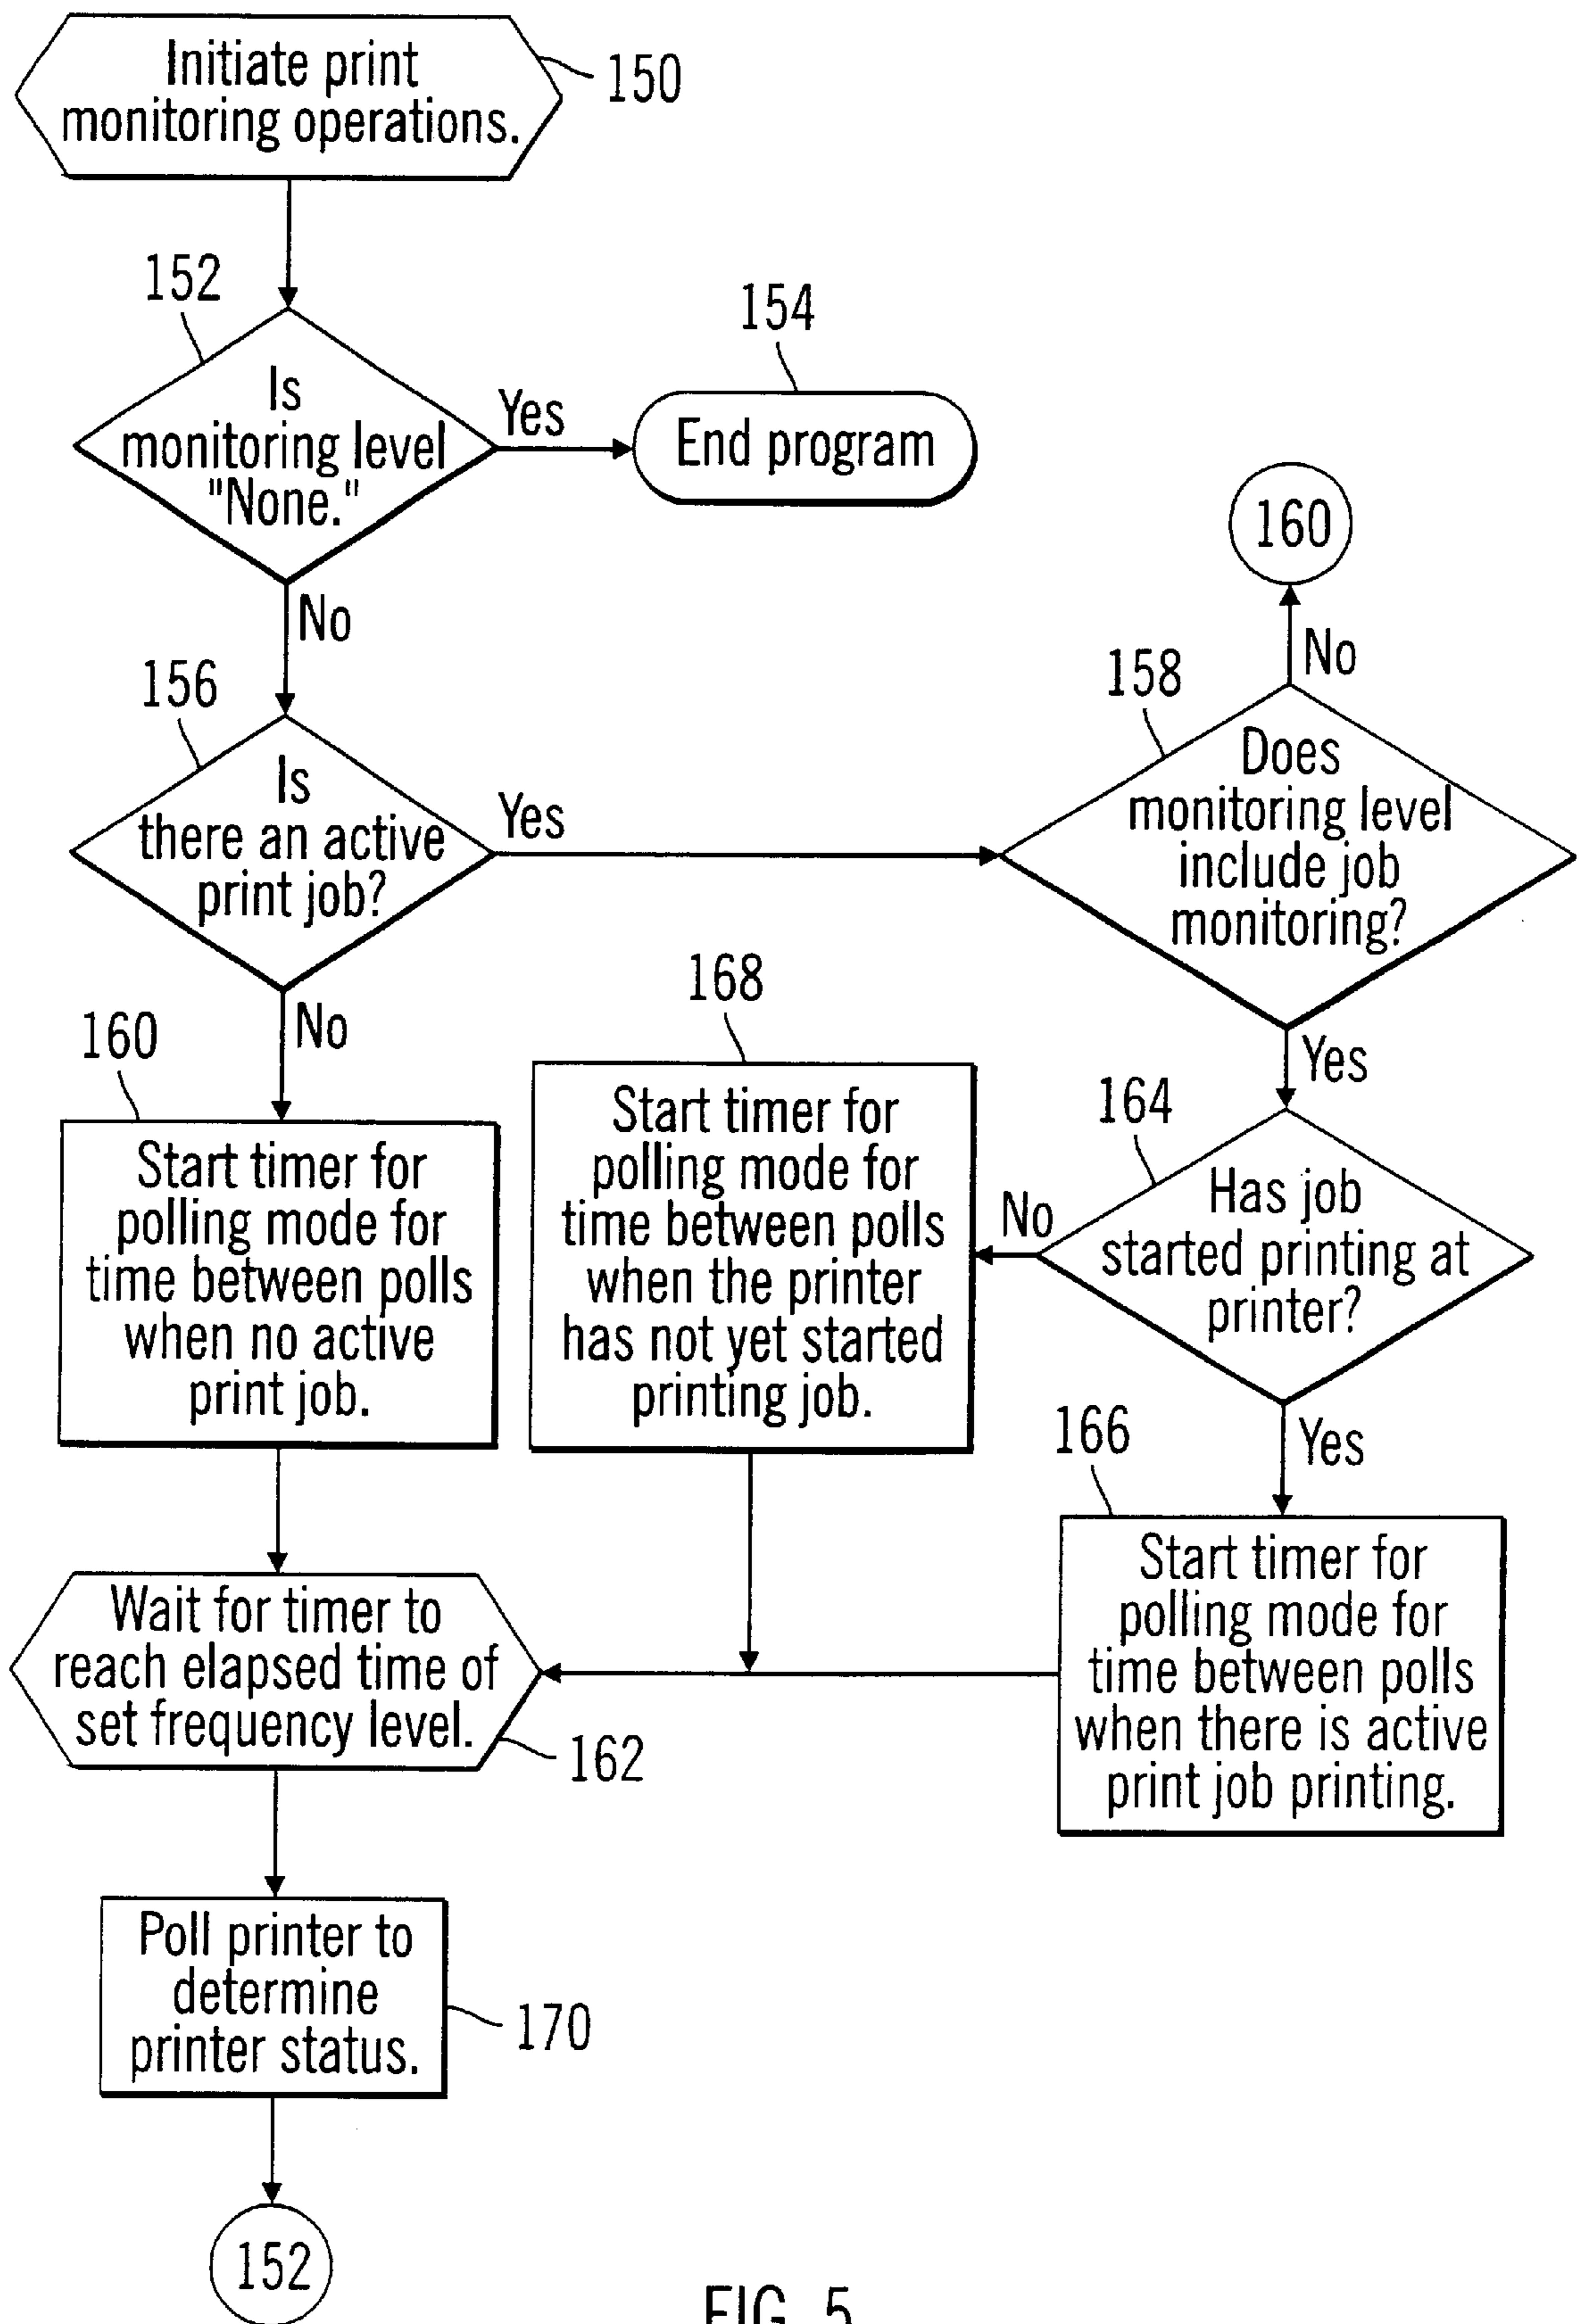 Initiate print
monitoring operations.
150
152
Is
monitoring level
"None."
Yes
154
End program
No
160
No
156
Is
there an active
print job?
Yes
158
Does
monitoring level
include job
monitoring?
No
Yes
160
Start timer for
polling mode for
time between polls
when no active
print job.
168
Start timer for
polling mode for
time between polls
when the printer
has not yet started
printing job.
No
164
Has job
started printing at
printer?
Yes
166
Start timer for
polling mode for
time between polls
when there is active
print job printing.
Wait for timer to
reach elapsed time of
set frequency level.
162
Poll printer to
determine
printer status.
170
152
FIG. 5